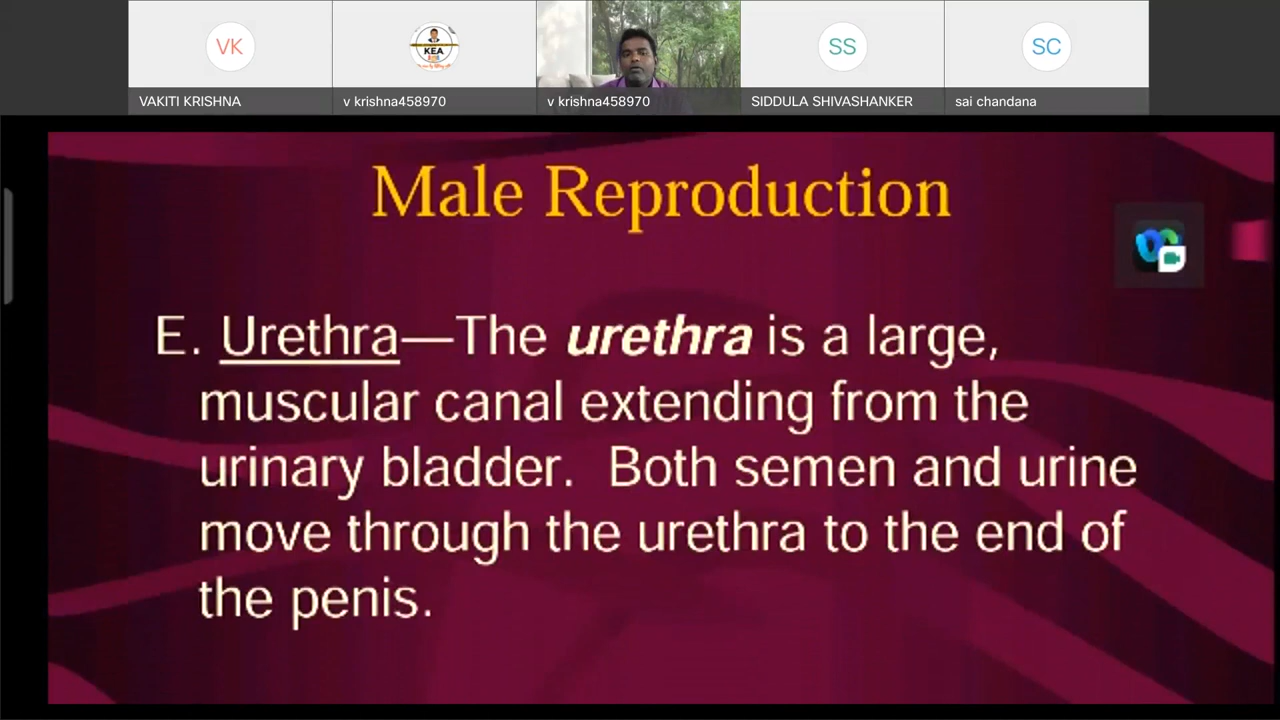 VK
KEA
SS
SC
VAKITI KRISHNA
v krishna458970
v krishna458970
SIDDULA SHIVASHANKER
sai chandana
Male Reproduction
E. Urethra—The urethra is a large,
muscular canal extending from the
urinary bladder. Both semen and urine
move through the urethra to the end of
the penis.